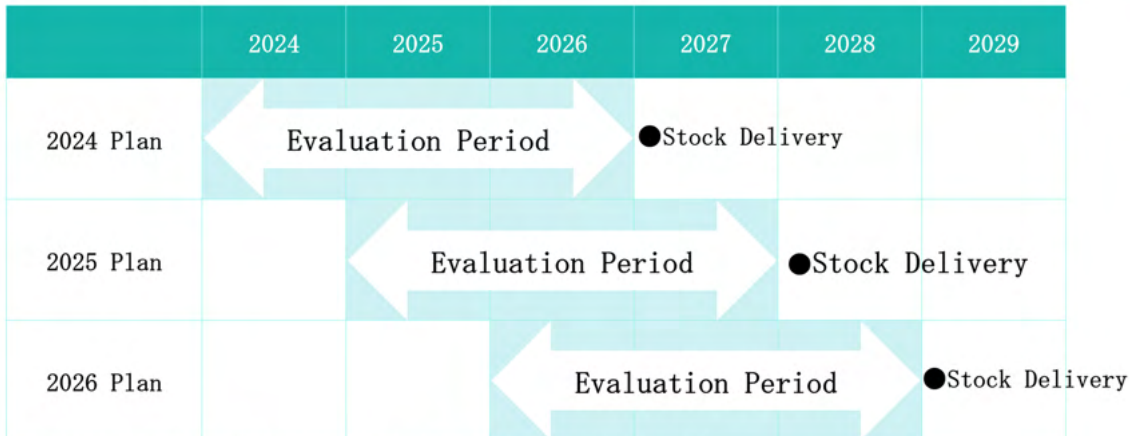 2024 2025 2026 2027 2028 2029
2024 Plan Evaluation Period ●Stock Delivery
2025 Plan Evaluation Period ●Stock Delivery
2026 Plan Evaluation Period ●Stock Delivery